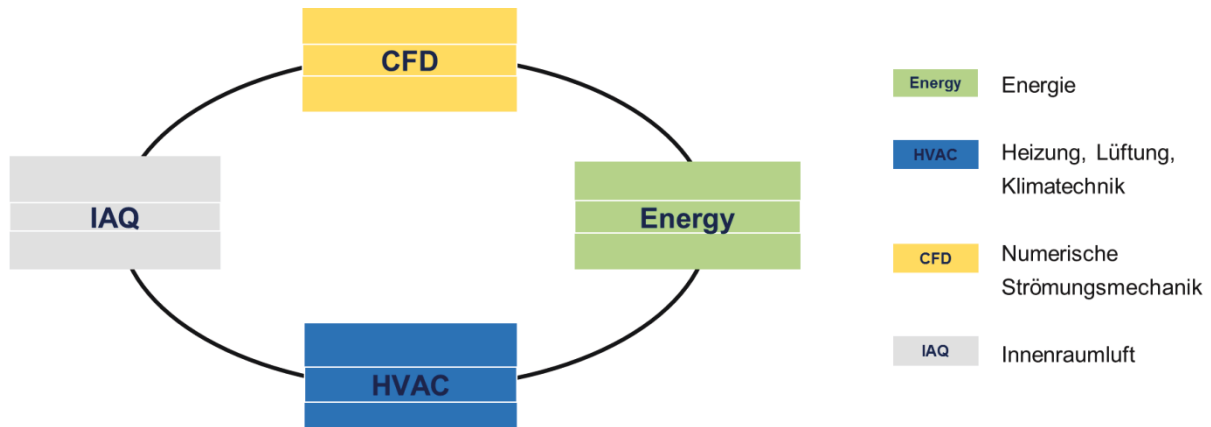 CFD
IAQ
Energy
HVAC
Energy Energie
HVAC Heizung, Lüftung,
Klimatechnik
CFD Numerische
Strömungsmechanik
IAQ Innenraumluft